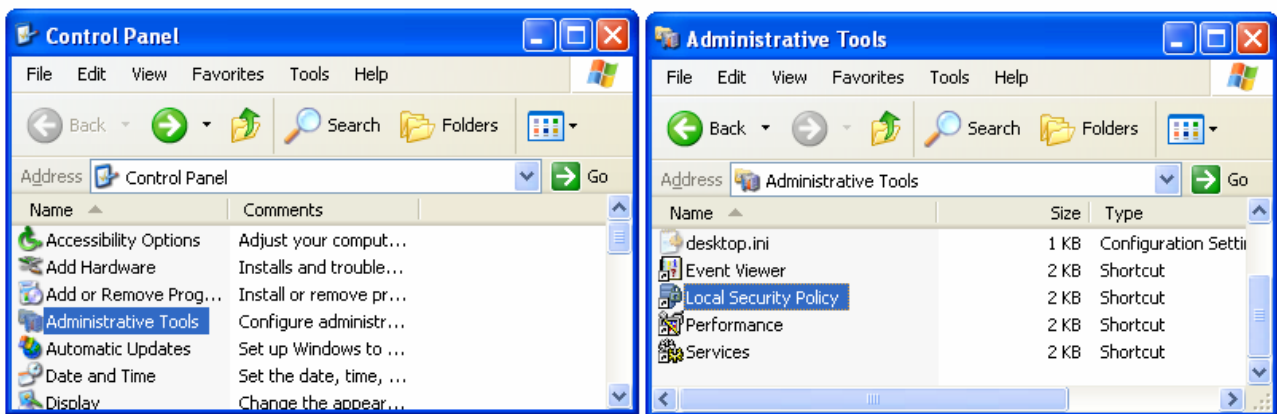 Control Panel
File Edit View Favorites Tools Help
Back Search Folders
Address Control Panel Go
Name Comments
Accessibility Options Adjust your comput...
Add Hardware Installs and trouble...
Add or Remove Prog... Install or remove pr...
Administrative Tools Configure administr...
Automatic Updates Set up Windows to ...
Date and Time Set the date, time, ...
Display Change the appear...
Administrative Tools
File Edit View Favorites Tools Help
Back Search Folders
Address Administrative Tools Go
Name Size Type
desktop.ini 1 KB Configuration Settin
Event Viewer 2 KB Shortcut
Local Security Policy 2 KB Shortcut
Performance 2 KB Shortcut
Services 2 KB Shortcut